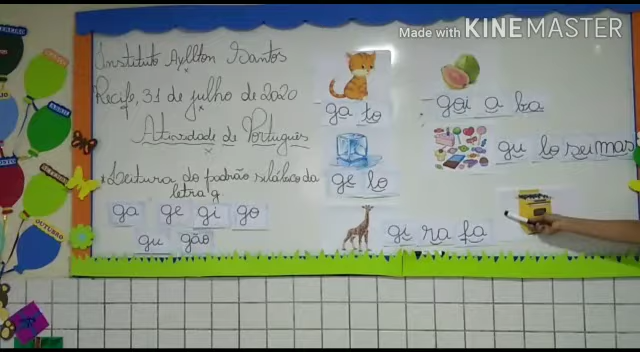 Made with KINEMASTER
Instituto Ayllton Santos
Recife, 31 de julho de 2020
Atividade de Português
Leitura do padrão silábico da
letra g
ga ge gi go
gu gão
ga to
ge lo
gi ra fa
goi a ba
gu lo sei mas
OUTUBRO